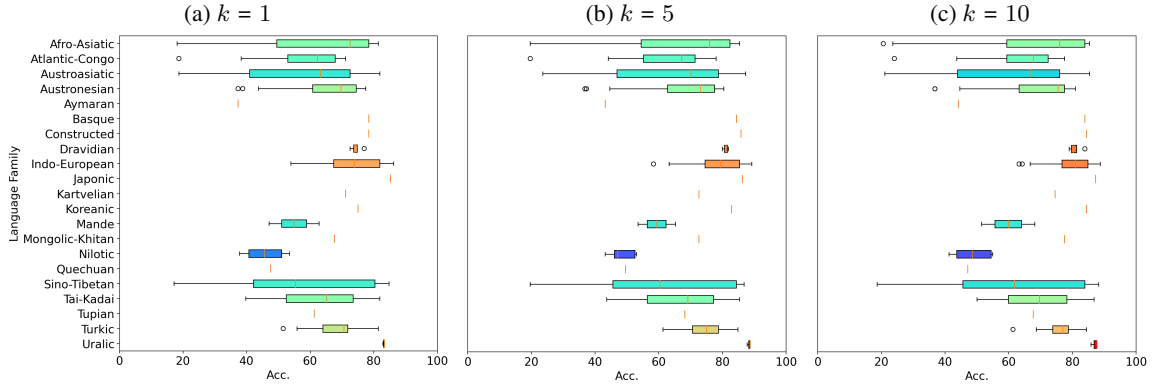 (a) k = 1
(b) k = 5
(c) k = 10
Language Family
Afro-Asiatic
Atlantic-Congo
Austroasiatic
Austronesian
Aymaran
Basque
Constructed
Dravidian
Indo-European
Japonic
Kartvelian
Koreanic
Mande
Mongolic-Khitan
Nilotic
Quechuan
Sino-Tibetan
Tai-Kadai
Tupian
Turkic
Uralic
0 20 40 60 80 100
Acc.
0 20 40 60 80 100
Acc.
0 20 40 60 80 100
Acc.